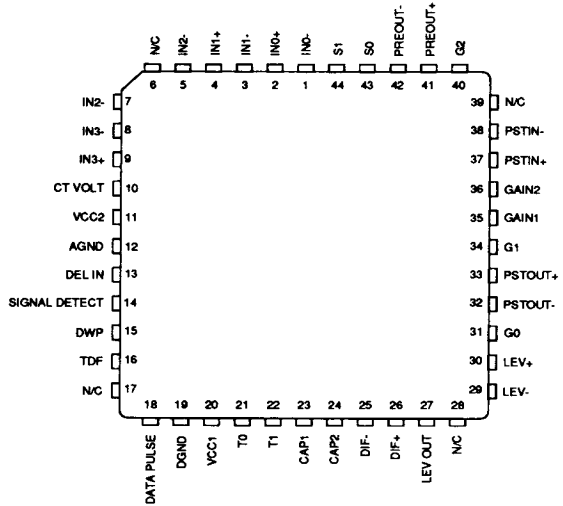 N/C IN2- IN1+ IN1- IN0+ IN0- S1 S0 PREOUT- PREOUT+ G2
6 5 4 3 2 1 44 43 42 41 40
IN2- 7
IN3- 8
IN3+ 9
CT VOLT 10
VCC2 11
AGND 12
DEL IN 13
SIGNAL DETECT 14
DWP 15
TDF 16
N/C 17
39 N/C
38 PSTIN-
37 PSTIN+
36 GAIN2
35 GAIN1
34 G1
33 PSTOUT+
32 PSTOUT-
31 G0
30 LEV+
29 LEV-
18 19 20 21 22 23 24 25 26 27 28
DATA PULSE DGND VCC1 T0 T1 CAP1 CAP2 DIF- DIF+ LEV OUT N/C